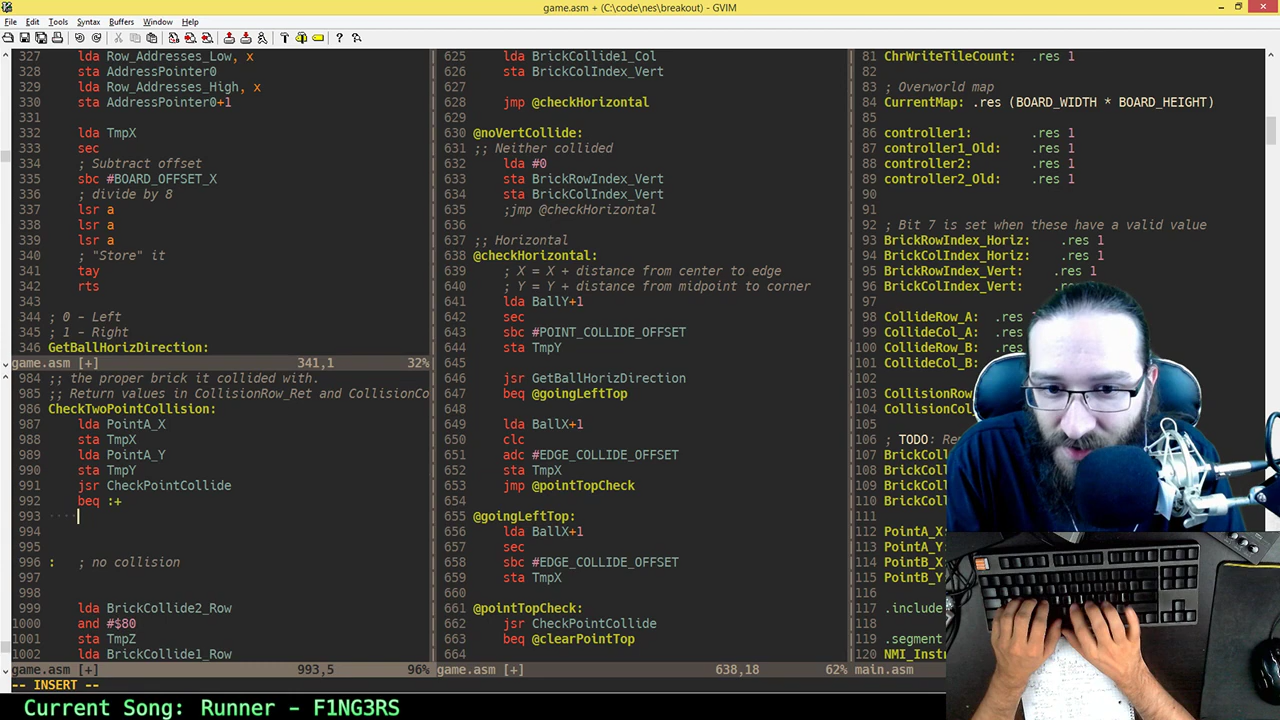 game.asm + (C:\code\nes\breakout) - GVIM
File Edit Tools Syntax Buffers Window Help
327 lda Row_Addresses_Low, x
328 sta AddressPointer0
329 lda Row_Addresses_High, x
330 sta AddressPointer0+1
331
332 lda TmpX
333 sec
334 ; Subtract offset
335 sbc #BOARD_OFFSET_X
336 ; divide by 8
337 lsr a
338 lsr a
339 lsr a
340 ; "Store" it
341 tay
342 rts
343
344 ; 0 - Left
345 ; 1 - Right
346 GetBallHorizDirection:
game.asm [+] 341,1 32%
984 ;; the proper brick it collided with.
985 ;; Return values in CollisionRow_Ret and CollisionCo
986 CheckTwoPointCollision:
987 lda PointA_X
988 sta TmpX
989 lda PointA_Y
990 sta TmpY
991 jsr CheckPointCollide
992 beq :+
993
994
995
996 : ; no collision
997
998
999 lda BrickCollide2_Row
1000 and #$80
1001 sta TmpZ
1002 lda BrickCollide1_Row
game.asm [+] 993,5 96%
-- INSERT --
625 lda BrickCollide1_Col
626 sta BrickColIndex_Vert
627
628 jmp @checkHorizontal
629
630 @noVertCollide:
631 ;; Neither collided
632 lda #0
633 sta BrickRowIndex_Vert
634 sta BrickColIndex_Vert
635 ;jmp @checkHorizontal
636
637 ;; Horizontal
638 @checkHorizontal:
639 ; X = X + distance from center to edge
640 ; Y = Y + distance from midpoint to corner
641 lda BallY+1
642 sec
643 sbc #POINT_COLLIDE_OFFSET
644 sta TmpY
645
646 jsr GetBallHorizDirection
647 beq @goingLeftTop
648
649 lda BallX+1
650 clc
651 adc #EDGE_COLLIDE_OFFSET
652 sta TmpX
653 jmp @pointTopCheck
654
655 @goingLeftTop:
656 lda BallX+1
657 sec
658 sbc #EDGE_COLLIDE_OFFSET
659 sta TmpX
660
661 @pointTopCheck:
662 jsr CheckPointCollide
663 beq @clearPointTop
664
game.asm [+] 638,18 62%
81 ChrWriteTileCount: .res 1
82
83 ; Overworld map
84 CurrentMap: .res (BOARD_WIDTH * BOARD_HEIGHT)
85
86 controller1: .res 1
87 controller1_Old: .res 1
88 controller2: .res 1
89 controller2_Old: .res 1
90
91
92 ; Bit 7 is set when these have a valid value
93 BrickRowIndex_Horiz: .res 1
94 BrickColIndex_Horiz: .res 1
95 BrickRowIndex_Vert: .res 1
96 BrickColIndex_Vert: .res
97
98 CollideRow_A: .res
99 CollideCol_A: .res
100 CollideRow_B: .res
101 CollideCol_B:
102
103 CollisionRow
104 CollisionCol
105
106 ; TODO: Re
107 BrickCol
108 BrickCol
109 BrickCol
110 BrickCol
111
112 PointA_X:
113 PointA_Y:
114 PointB_X
115 PointB_Y
116
117 .include
118
119 .segment
120 NMI_Inst
main.asm
Current Song: Runner - F1NG3RS